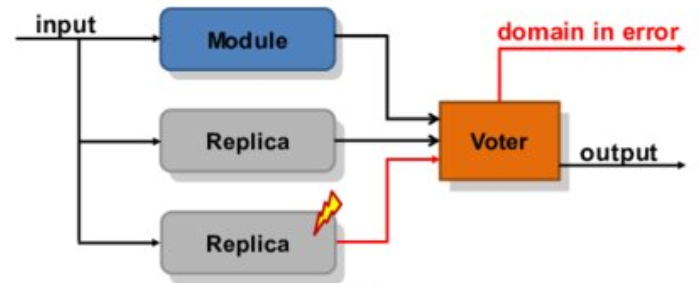 input
Module
domain in error
Replica
Voter
output
Replica